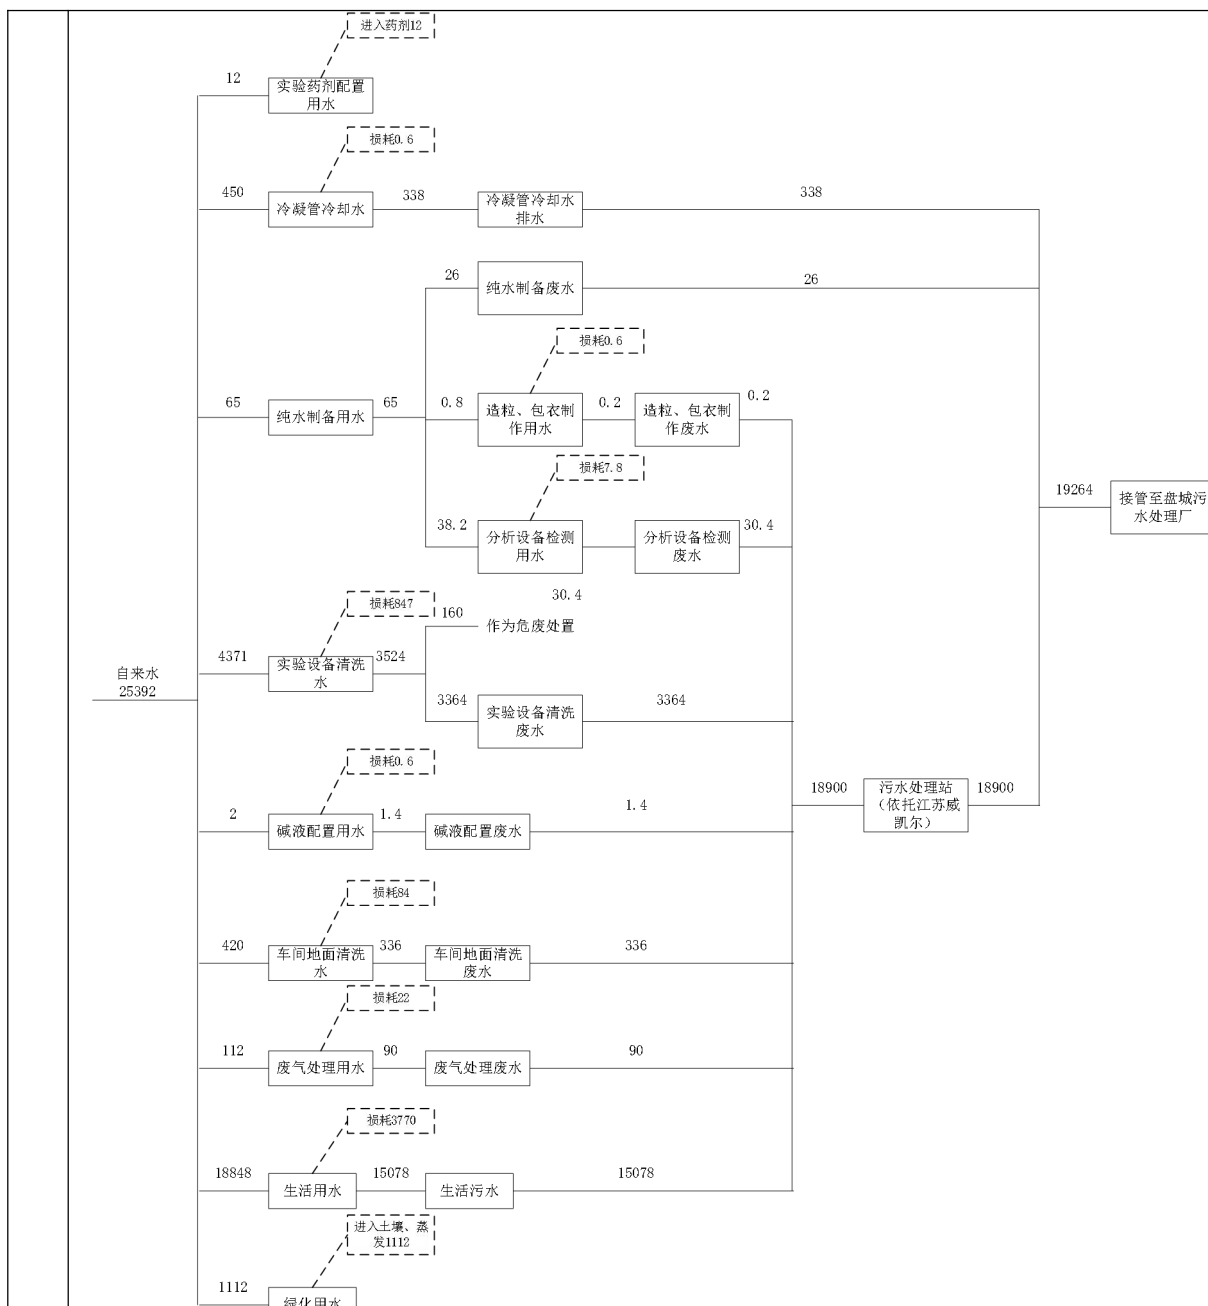 进入药剂12
12
实验药剂配置
用水
损耗0.6
450
冷凝管冷却水
338
冷凝管冷却水
排水
338
26
纯水制备废水
26
损耗0.6
65
纯水制备用水
65
0.8
造粒、包衣制
作用水
0.2
造粒、包衣制
作废水
0.2
损耗7.8
38.2
分析设备检测
用水
30.4
分析设备检测
废水
30.4
19264
接管至盘城污
水处理厂
损耗847
160
作为危废处置
自来水
25392
4371
实验设备清洗
水
3524
3364
实验设备清洗
废水
3364
损耗0.6
2
碱液配置用水
1.4
碱液配置废水
1.4
18900
污水处理站
（依托江苏威
凯尔）
18900
损耗84
420
车间地面清洗
水
336
车间地面清洗
废水
336
损耗22
112
废气处理用水
90
废气处理废水
90
损耗3770
18848
生活用水
15078
生活污水
15078
进入土壤、蒸
发1112
1112
绿化用水